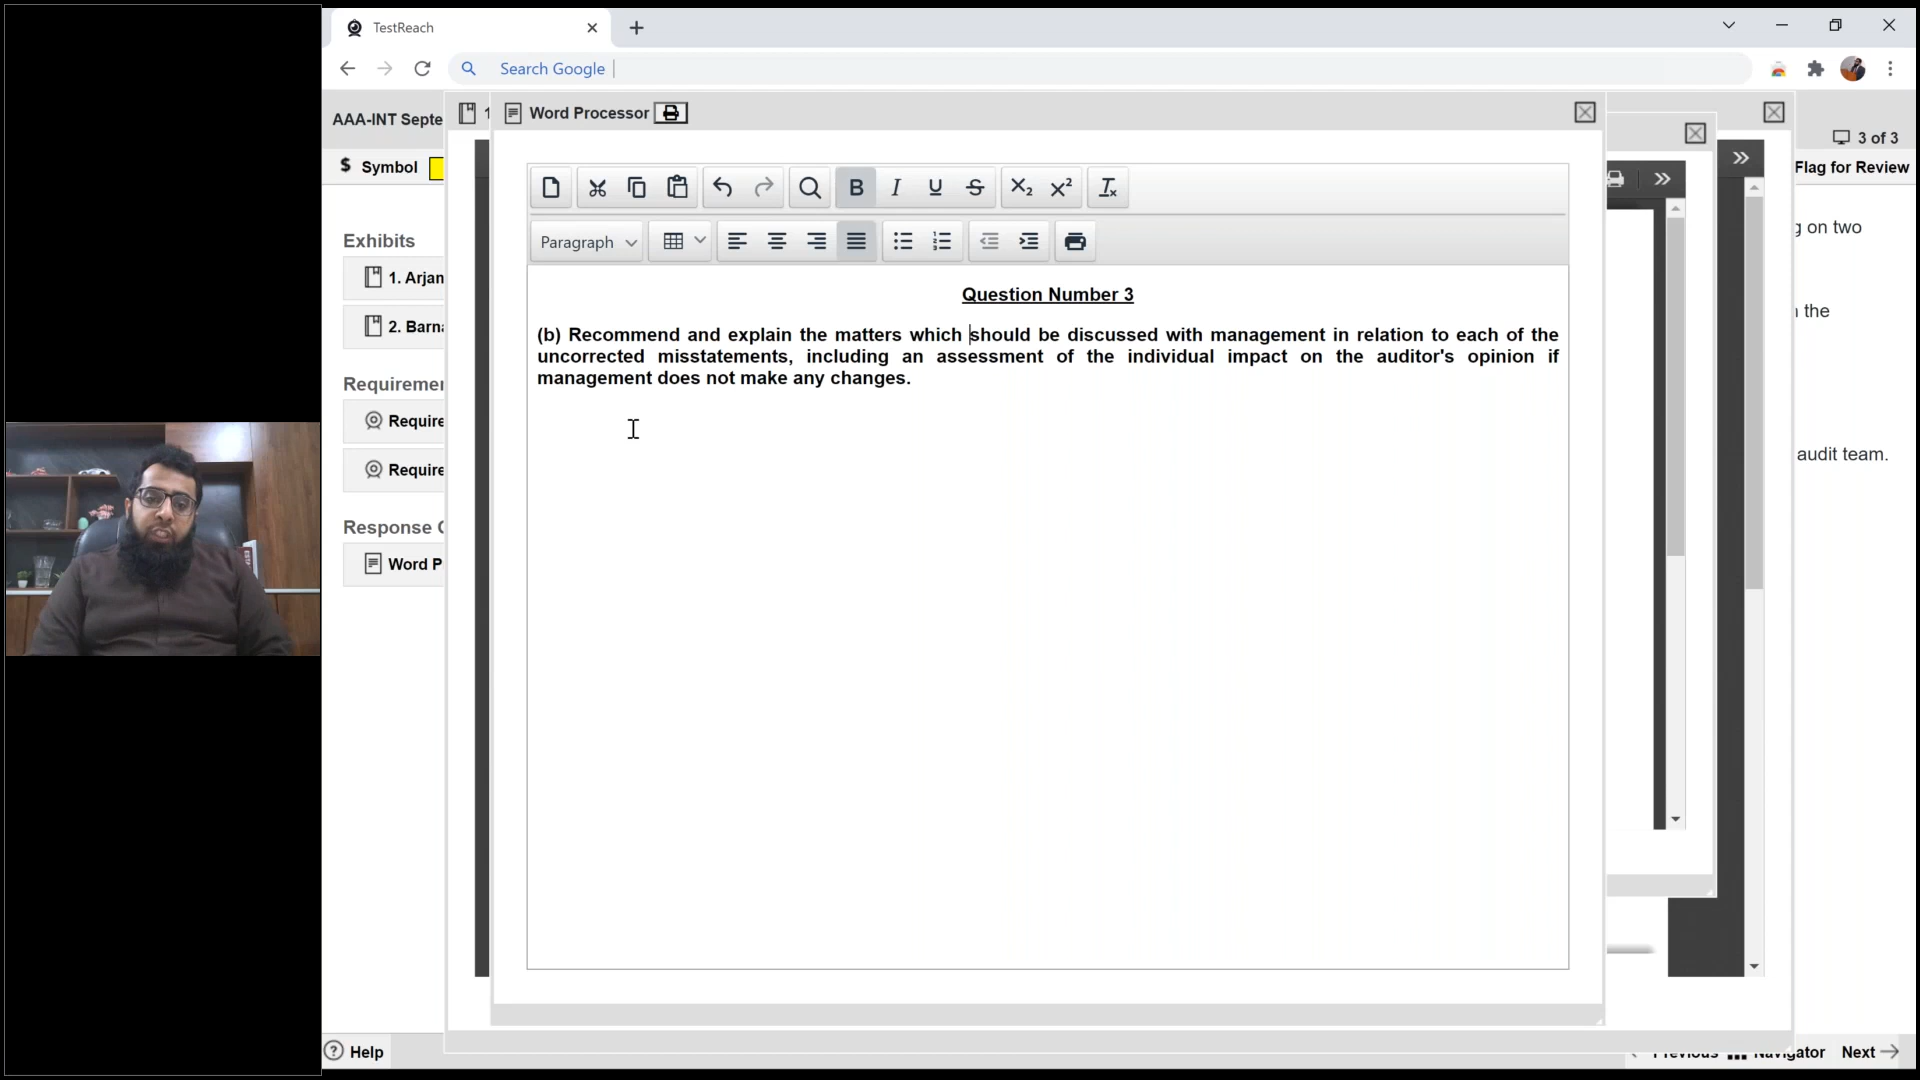 TestReach
Search Google
AAA-INT Septe
1
Word Processor
3 of 3
$ Symbol
Flag for Review
Paragraph
Exhibits
1. Arjan
2. Barna
Requiremen
Require
Require
Response
Word P
Question Number 3
(b) Recommend and explain the matters which should be discussed with management in relation to each of the
uncorrected misstatements, including an assessment of the individual impact on the auditor's opinion if
management does not make any changes.
on two
the
audit team.
Help
Previous
Navigator
Next